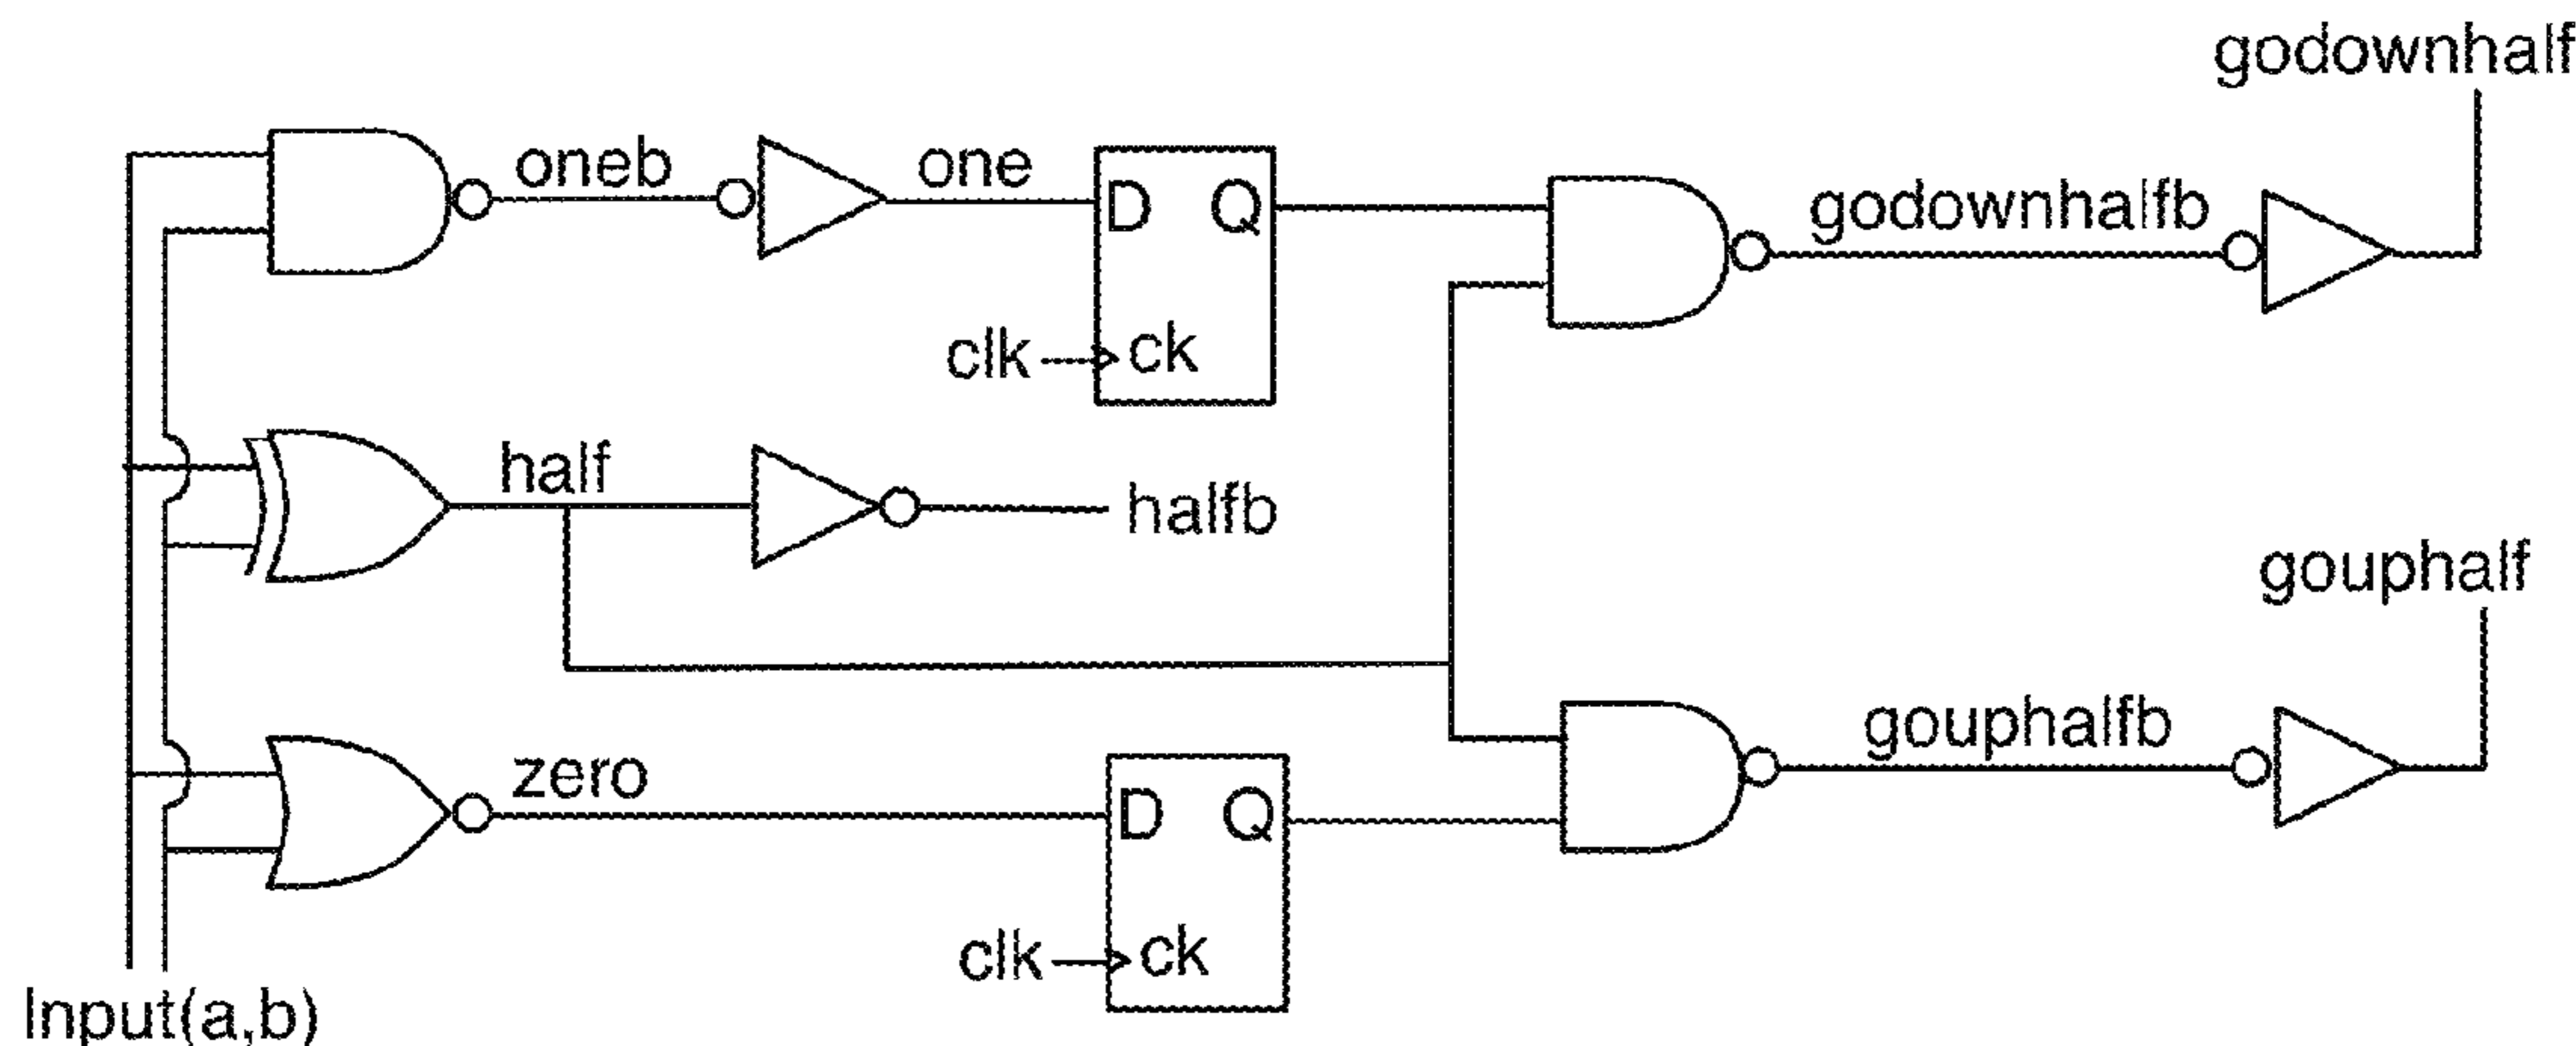 godownhalf
oneb
one
D Q
godownhalfb
clk
ck
half
halfb
gouphalf
zero
D Q
gouphalfb
clk
ck
Input(a,b)